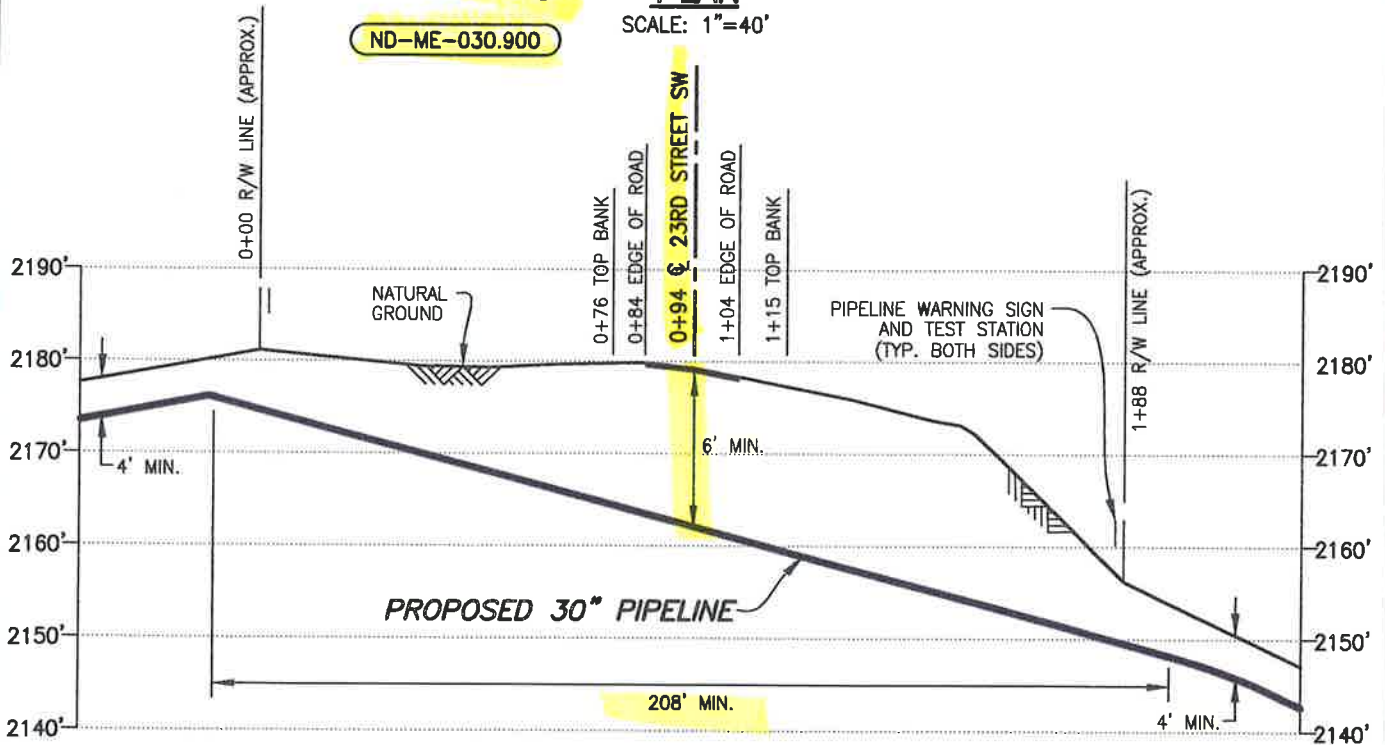 PLAN
SCALE: 1"=40'
ND-ME-030.900
0+00 R/W LINE (APPROX.)
0+76 TOP BANK
0+84 EDGE OF ROAD
0+94 ℄ 23RD STREET SW
1+04 EDGE OF ROAD
1+15 TOP BANK
1+88 R/W LINE (APPROX.)
2190'
2190'
NATURAL
GROUND
PIPELINE WARNING SIGN
AND TEST STATION
(TYP. BOTH SIDES)
2180'
2180'
2170'
4' MIN.
6' MIN.
2170'
2160'
2160'
PROPOSED 30" PIPELINE
2150'
2150'
208' MIN.
4' MIN.
2140'
2140'